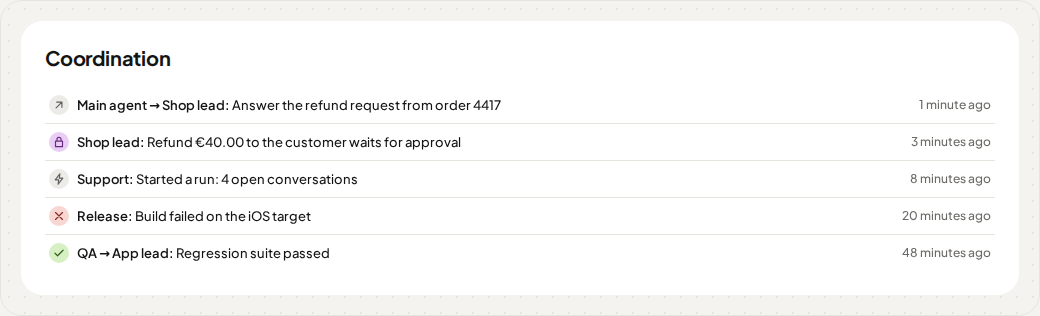 Coordination
Main agent → Shop lead: Answer the refund request from order 4417
1 minute ago
Shop lead: Refund €40.00 to the customer waits for approval
3 minutes ago
Support: Started a run: 4 open conversations
8 minutes ago
Release: Build failed on the iOS target
20 minutes ago
QA → App lead: Regression suite passed
48 minutes ago